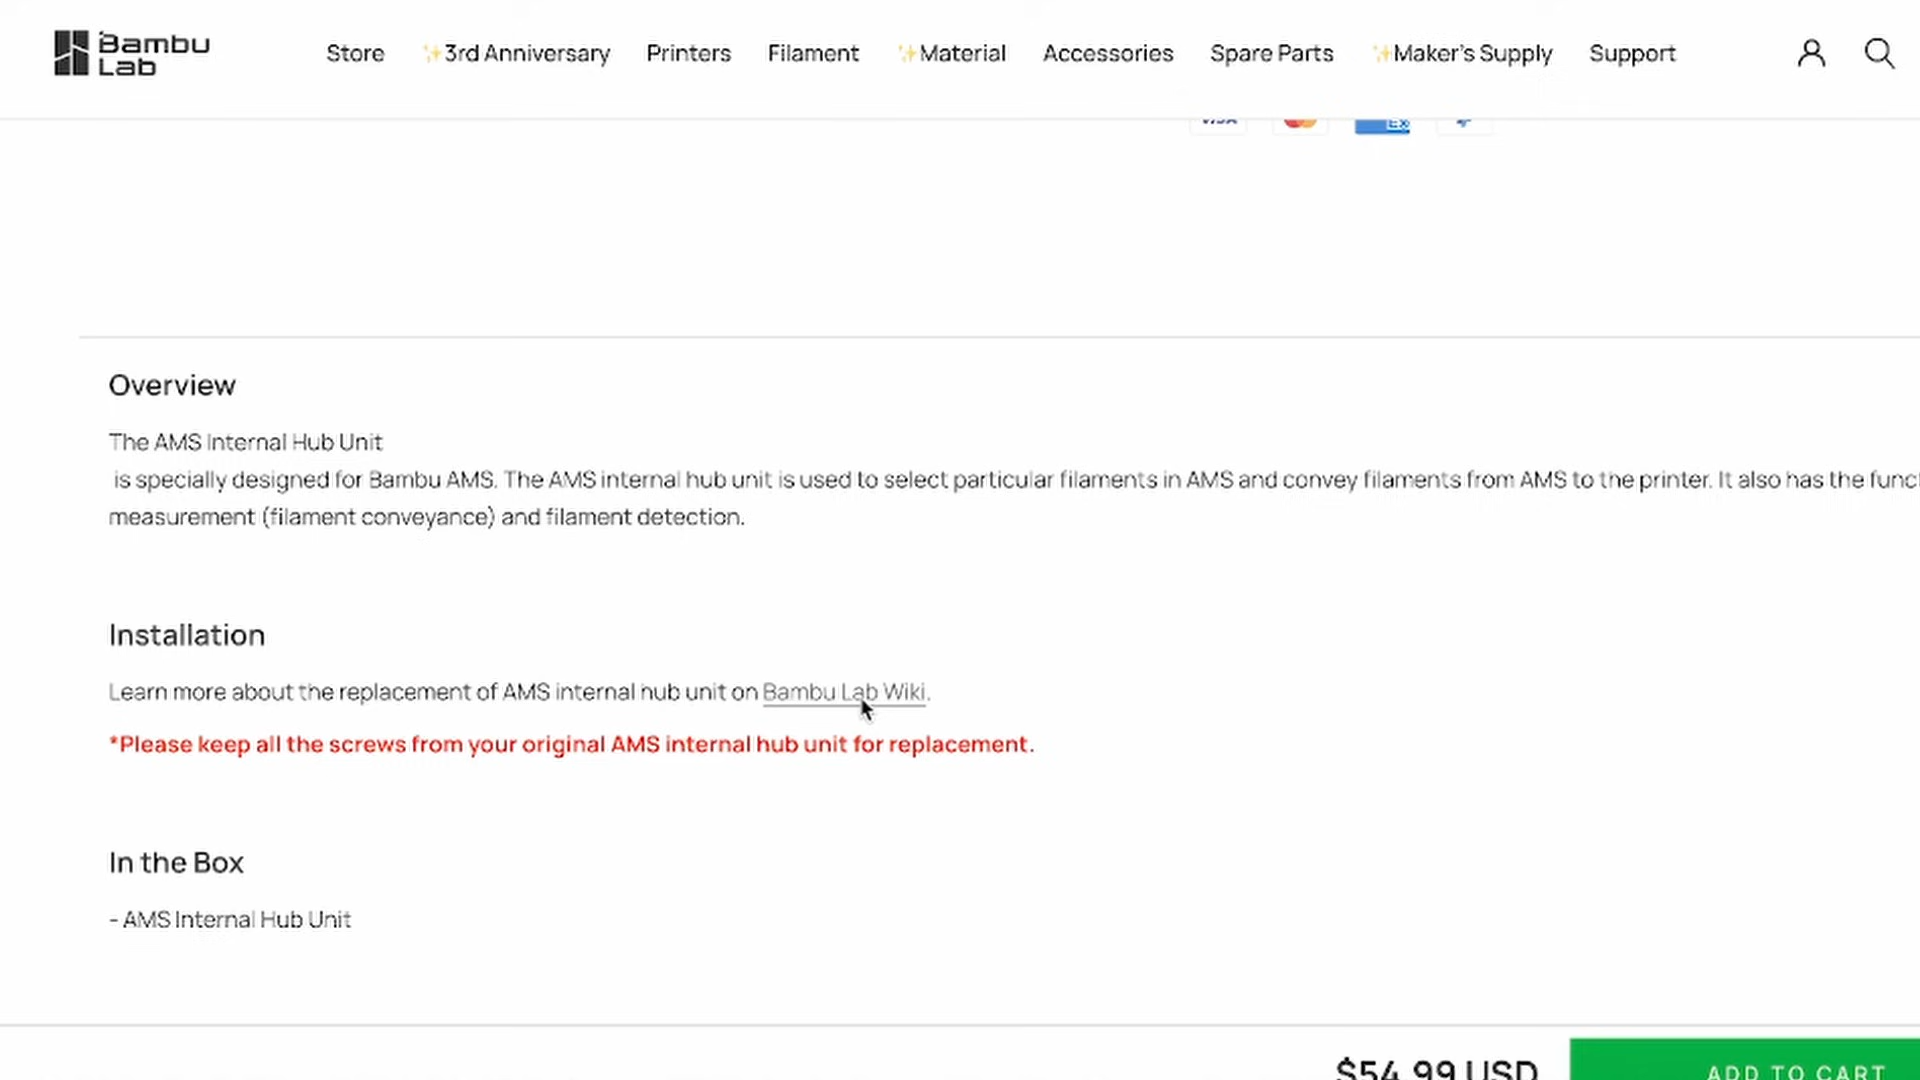 Bambu
Lab
Store ✨3rd Anniversary Printers Filament ✨Material Accessories Spare Parts ✨Maker's Supply Support
VISA
Overview
The AMS Internal Hub Unit
is specially designed for Bambu AMS. The AMS internal hub unit is used to select particular filaments in AMS and convey filaments from AMS to the printer. It also has the func
measurement (filament conveyance) and filament detection.
Installation
Learn more about the replacement of AMS internal hub unit on Bambu Lab Wiki.
*Please keep all the screws from your original AMS internal hub unit for replacement.
In the Box
- AMS Internal Hub Unit
$54.99 USD ADD TO CART